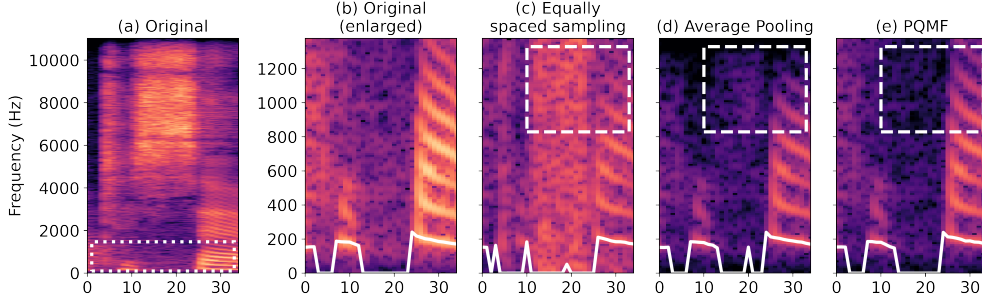 (a) Original
(b) Original
(enlarged)
(c) Equally
spaced sampling
(d) Average Pooling
(e) PQMF
Frequency (Hz)
10000
8000
6000
4000
2000
0
0 10 20 30
1200
1000
800
600
400
200
0
0 10 20 30
0 10 20 30
0 10 20 30
0 10 20 30